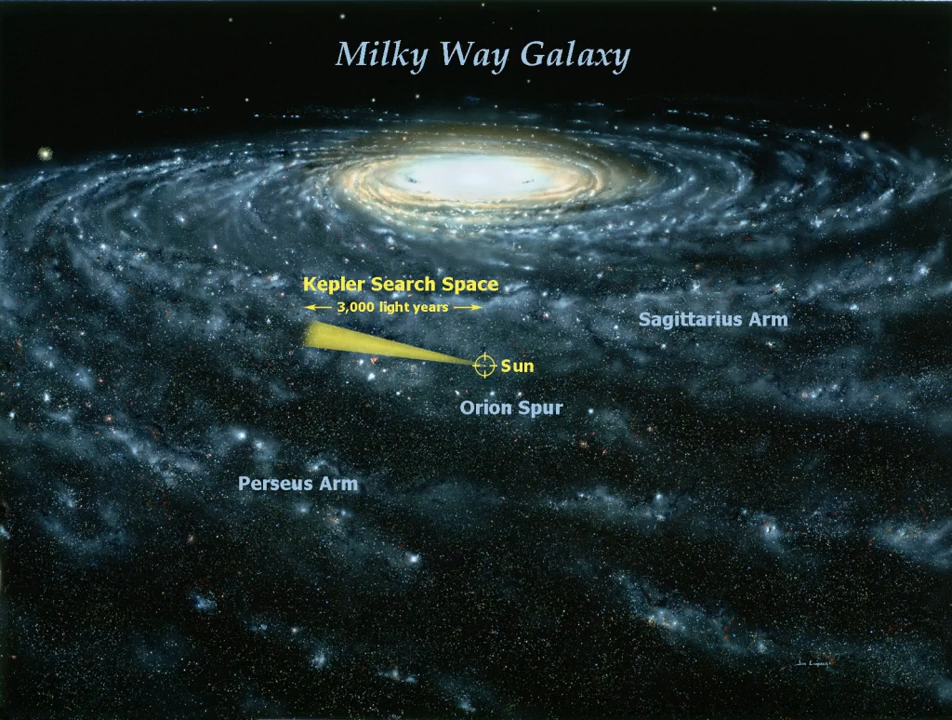 Milky Way Galaxy
Kepler Search Space
3,000 light years
Sagittarius Arm
Sun
Orion Spur
Perseus Arm